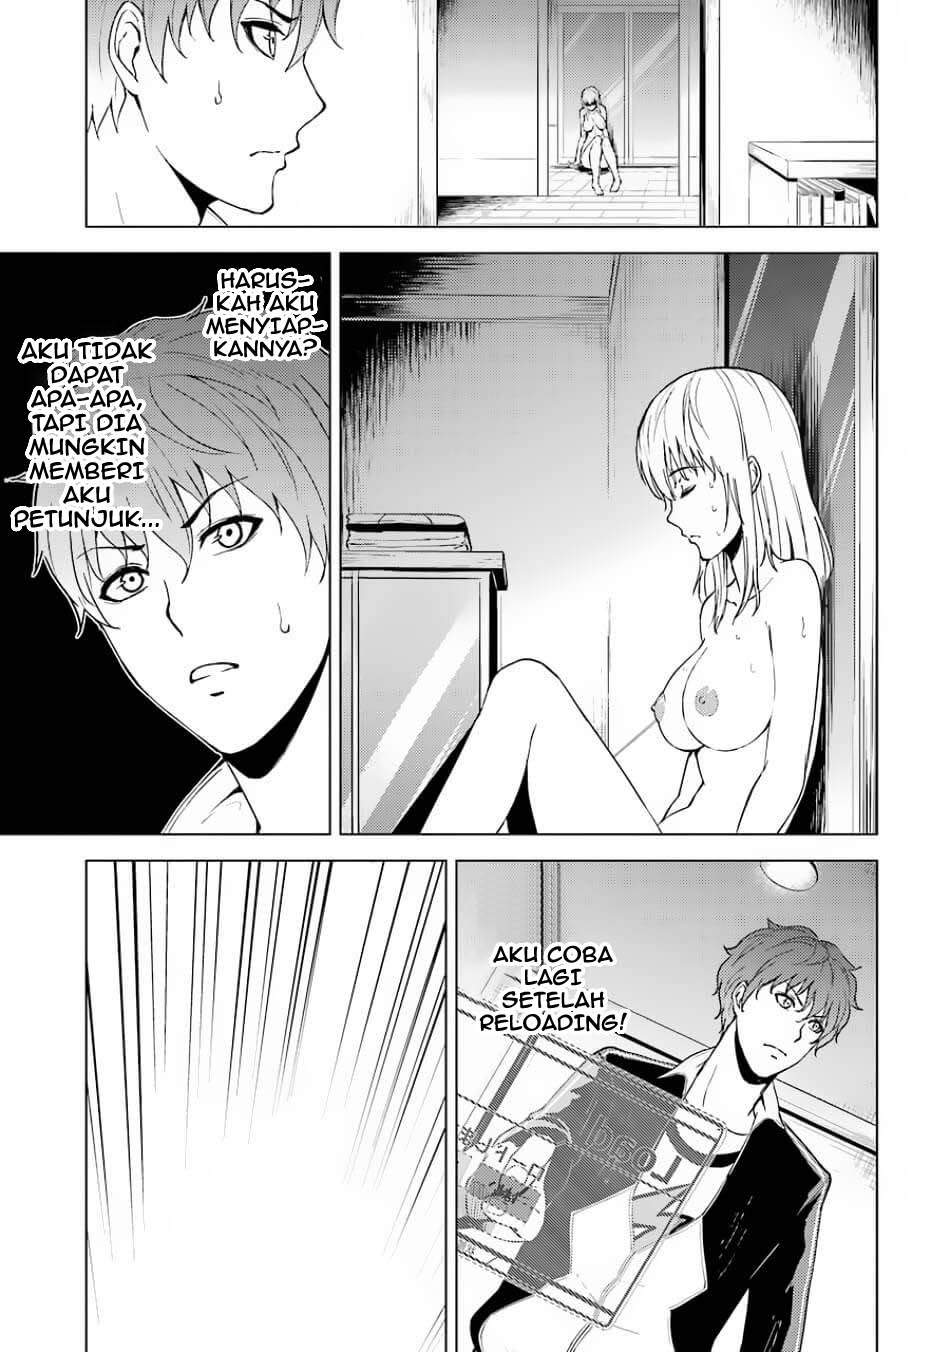 HARUS-
KAH AKU
MENYIAP-
KANNYA?
AKU TIDAK
DAPAT
APA-APA,
TAPI DIA
MUNGKIN
MEMBERI
AKU
PETUNJUK...
AKU COBA
LAGI
SETELAH
RELOADING!
Load